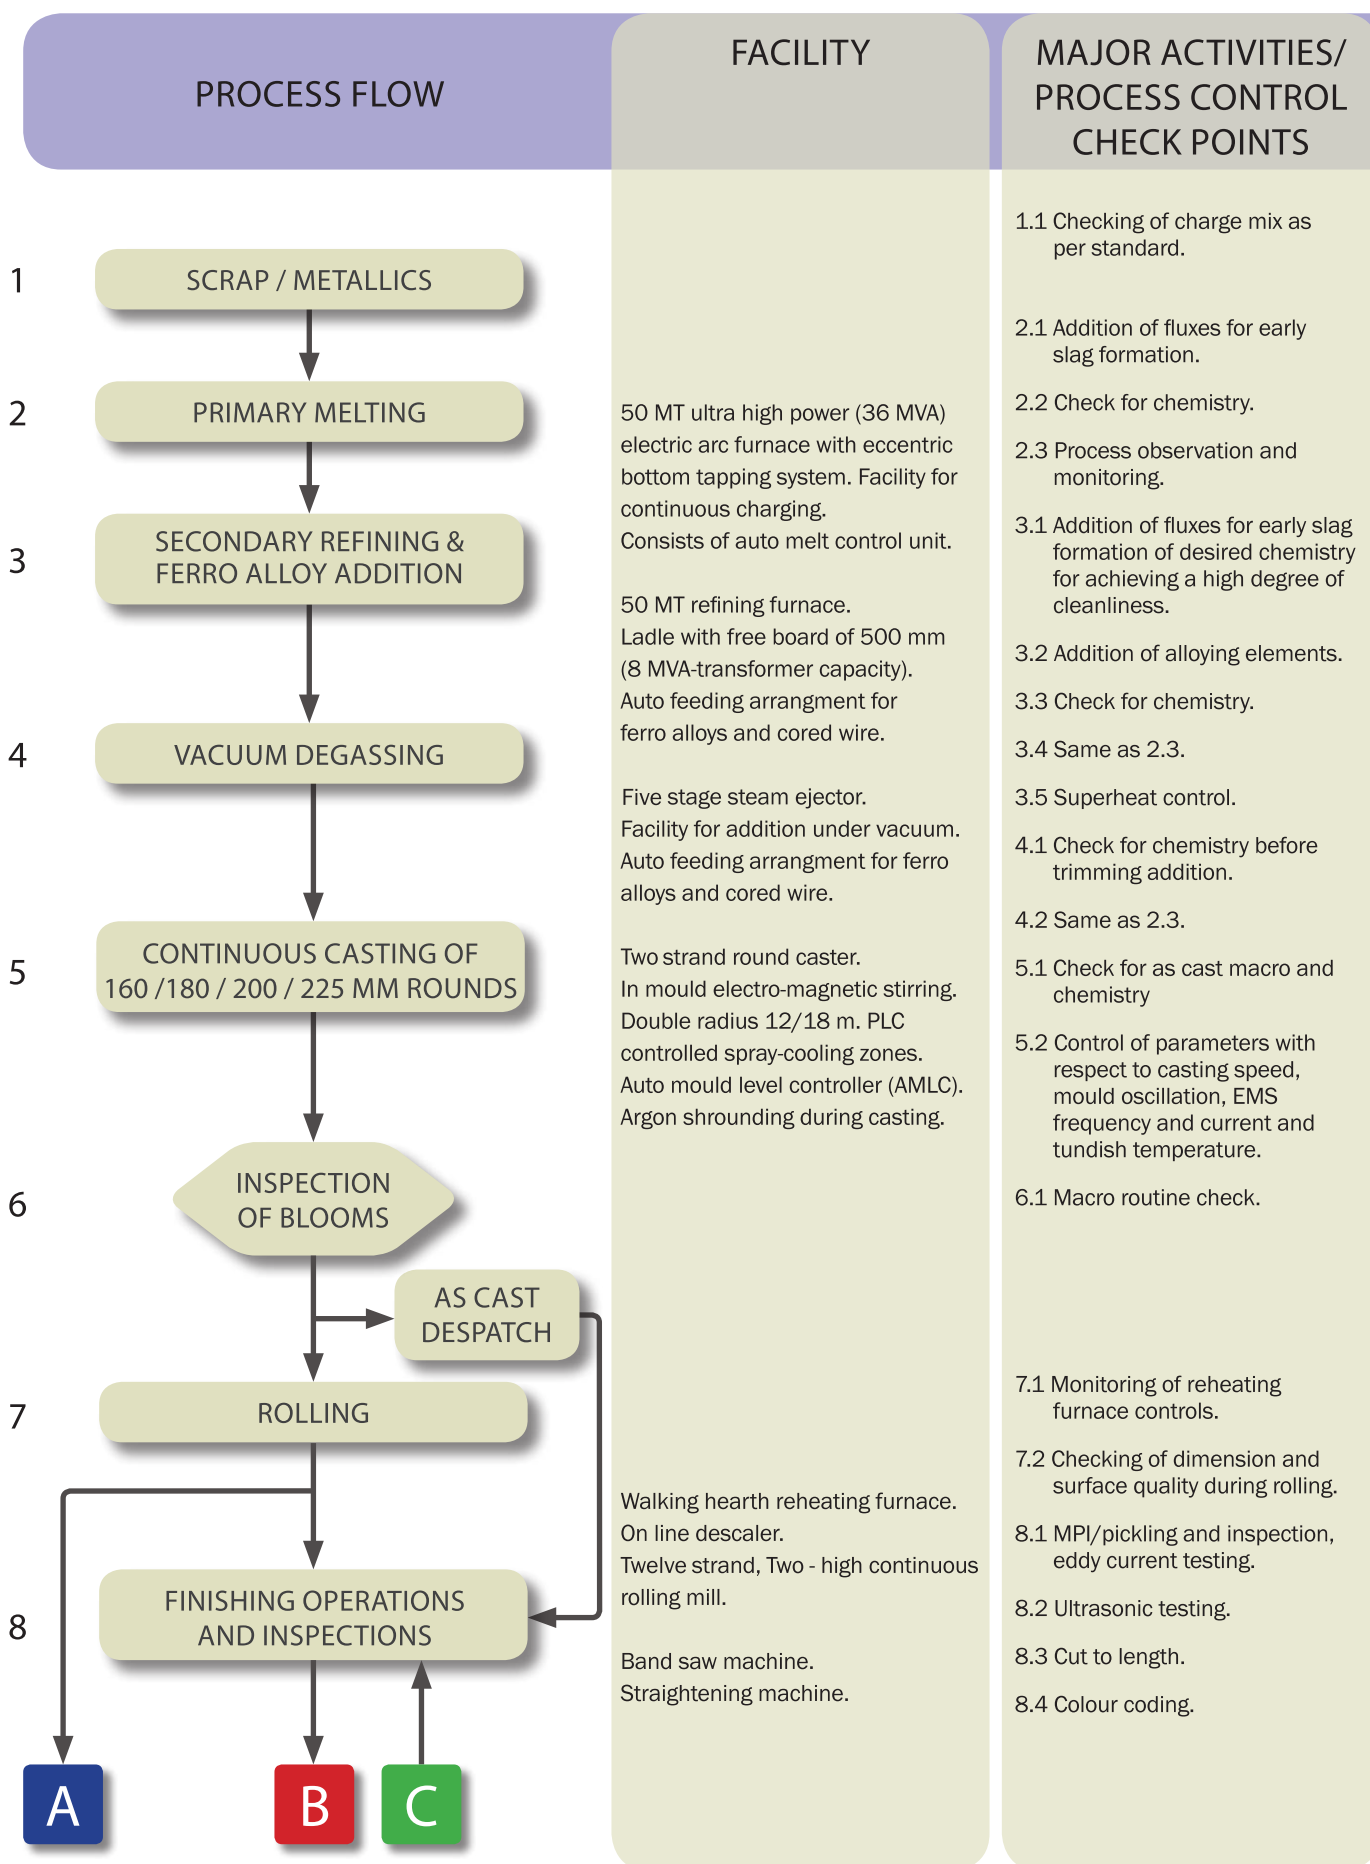 PROCESS FLOW
FACILITY
MAJOR ACTIVITIES/
PROCESS CONTROL
CHECK POINTS
1
SCRAP / METALLICS
2
PRIMARY MELTING
3
SECONDARY REFINING &
FERRO ALLOY ADDITION
4
VACUUM DEGASSING
5
CONTINUOUS CASTING OF
160 /180 / 200 / 225 MM ROUNDS
6
INSPECTION
OF BLOOMS
AS CAST
DESPATCH
7
ROLLING
8
FINISHING OPERATIONS
AND INSPECTIONS
A
B
C
50 MT ultra high power (36 MVA)
electric arc furnace with eccentric
bottom tapping system. Facility for
continuous charging.
Consists of auto melt control unit.
50 MT refining furnace.
Ladle with free board of 500 mm
(8 MVA-transformer capacity).
Auto feeding arrangment for
ferro alloys and cored wire.
Five stage steam ejector.
Facility for addition under vacuum.
Auto feeding arrangment for ferro
alloys and cored wire.
Two strand round caster.
In mould electro-magnetic stirring.
Double radius 12/18 m. PLC
controlled spray-cooling zones.
Auto mould level controller (AMLC).
Argon shrounding during casting.
Walking hearth reheating furnace.
On line descaler.
Twelve strand, Two - high continuous
rolling mill.
Band saw machine.
Straightening machine.
1.1 Checking of charge mix as
per standard.
2.1 Addition of fluxes for early
slag formation.
2.2 Check for chemistry.
2.3 Process observation and
monitoring.
3.1 Addition of fluxes for early slag
formation of desired chemistry
for achieving a high degree of
cleanliness.
3.2 Addition of alloying elements.
3.3 Check for chemistry.
3.4 Same as 2.3.
3.5 Superheat control.
4.1 Check for chemistry before
trimming addition.
4.2 Same as 2.3.
5.1 Check for as cast macro and
chemistry
5.2 Control of parameters with
respect to casting speed,
mould oscillation, EMS
frequency and current and
tundish temperature.
6.1 Macro routine check.
7.1 Monitoring of reheating
furnace controls.
7.2 Checking of dimension and
surface quality during rolling.
8.1 MPI/pickling and inspection,
eddy current testing.
8.2 Ultrasonic testing.
8.3 Cut to length.
8.4 Colour coding.